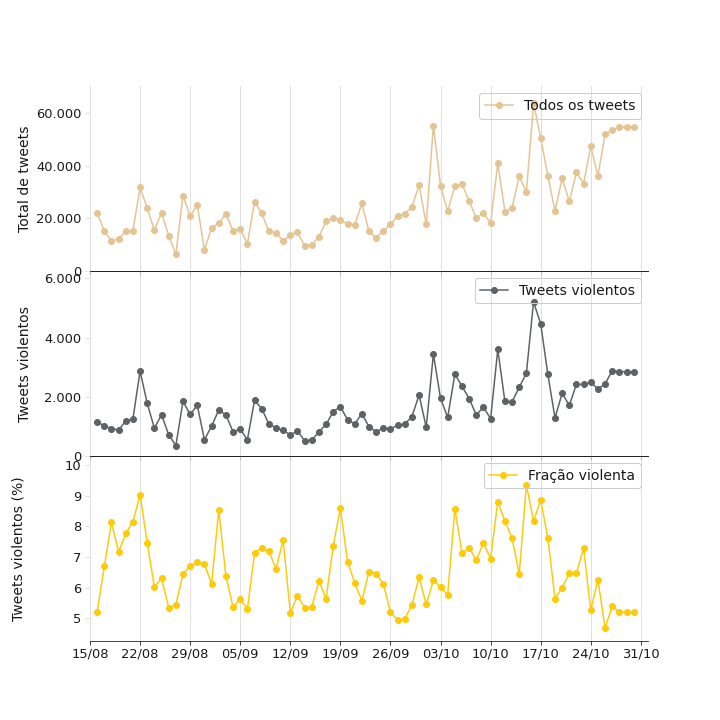 Todos os tweets
Total de tweets
60.000
40.000
20.000
0
Tweets violentos
Tweets violentos
6.000
4.000
2.000
0
Fração violenta
Tweets violentos (%)
10
9
8
7
6
5
15/08 22/08 29/08 05/09 12/09 19/09 26/09 03/10 10/10 17/10 24/10 31/10